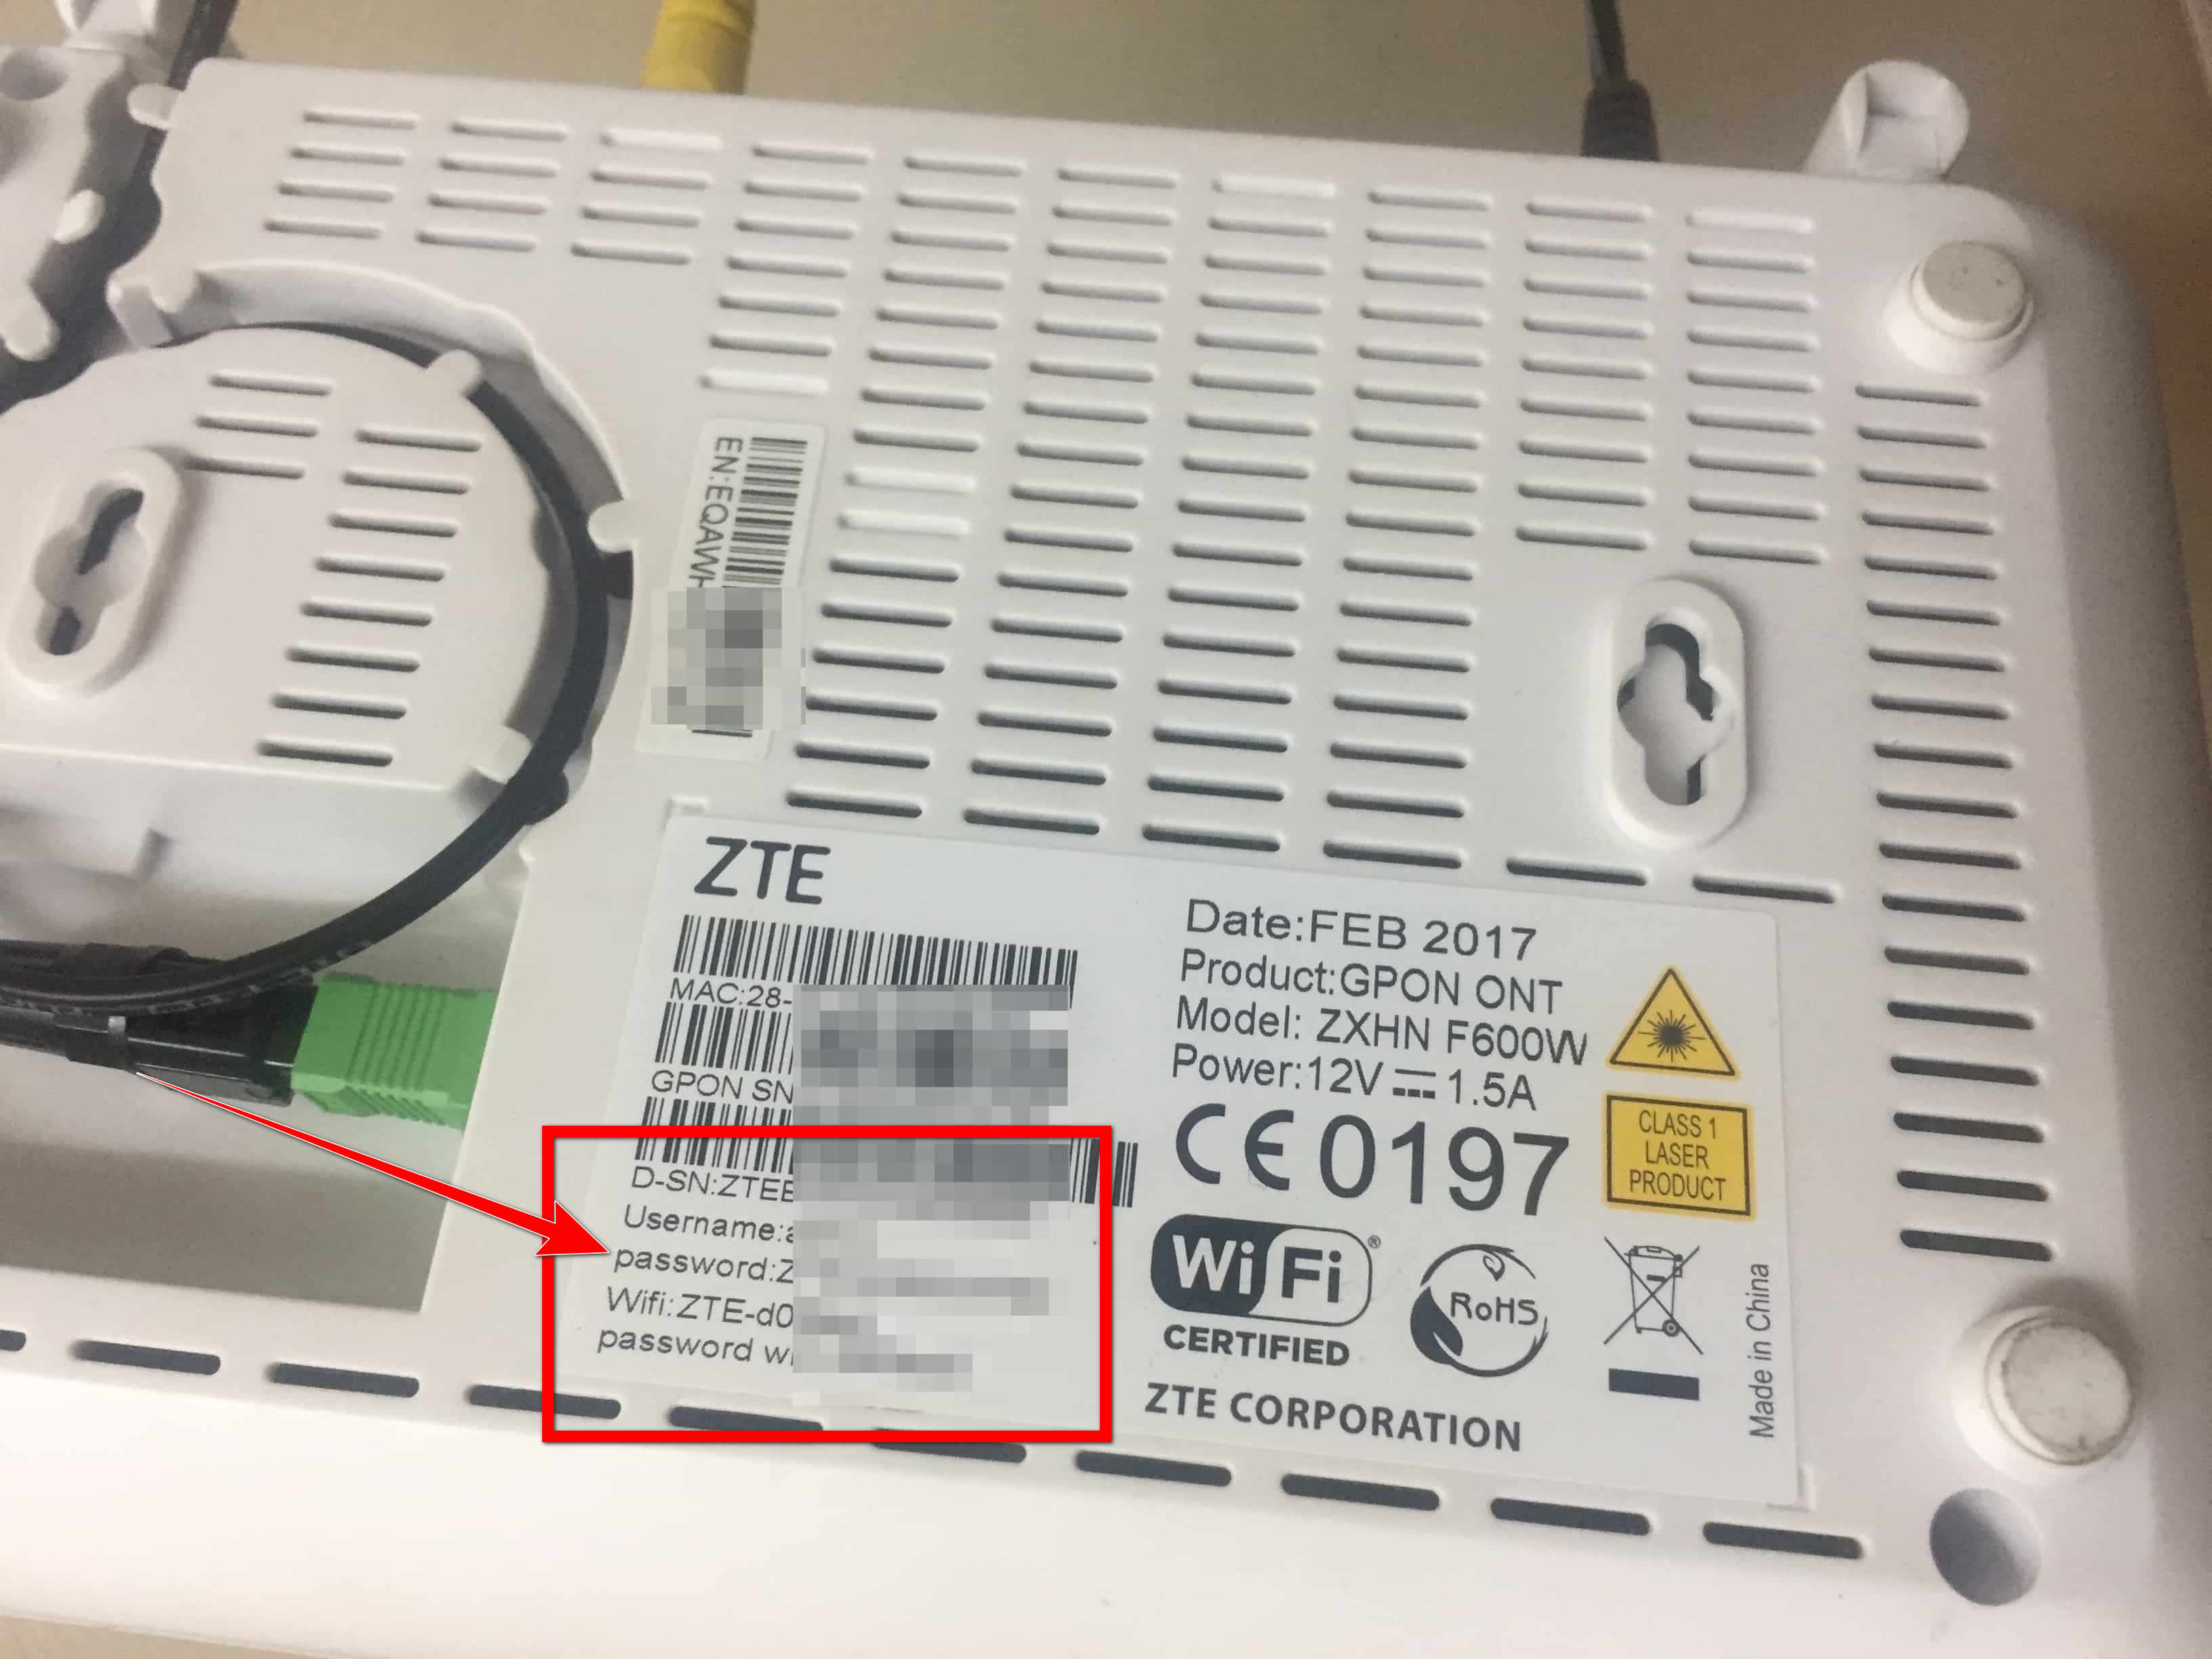 EN:EQAWH
ZTE
MAC:28-
GPON SN
D-SN:ZTEE
Username:a
password:Z
Wifi:ZTE-d0
password wi
Date:FEB 2017
Product:GPON ONT
Model: ZXHN F600W
Power:12V 1.5A
CE 0197
CLASS 1
LASER
PRODUCT
WiFi®
CERTIFIED
RoHS
Made in China
ZTE CORPORATION